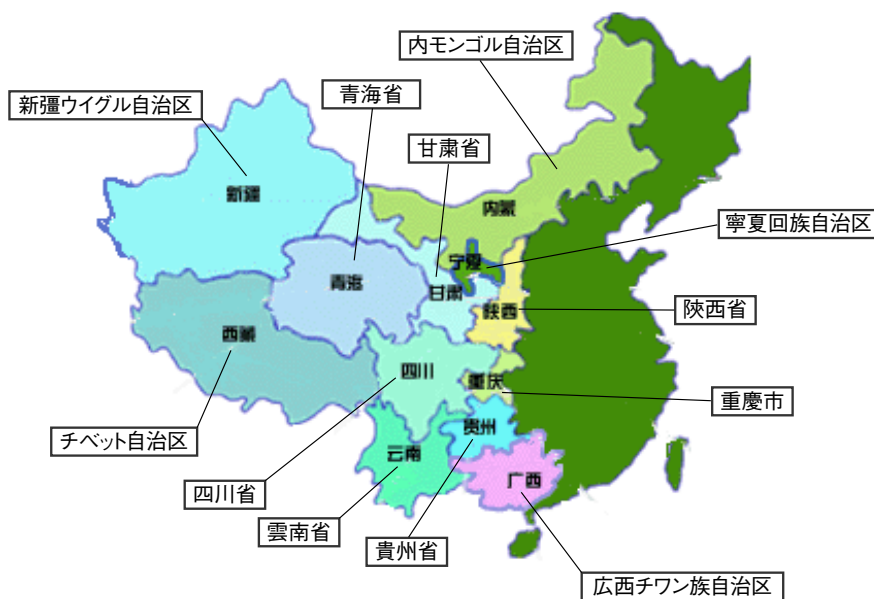 内モンゴル自治区
青海省
新彊ウイグル自治区
甘粛省
新疆
内蒙
寧夏回族自治区
宁夏
青海
甘肃
陕西
陝西省
西藏
四川
重庆
重慶市
贵州
チベット自治区
云南
广西
四川省
雲南省
貴州省
広西チワン族自治区